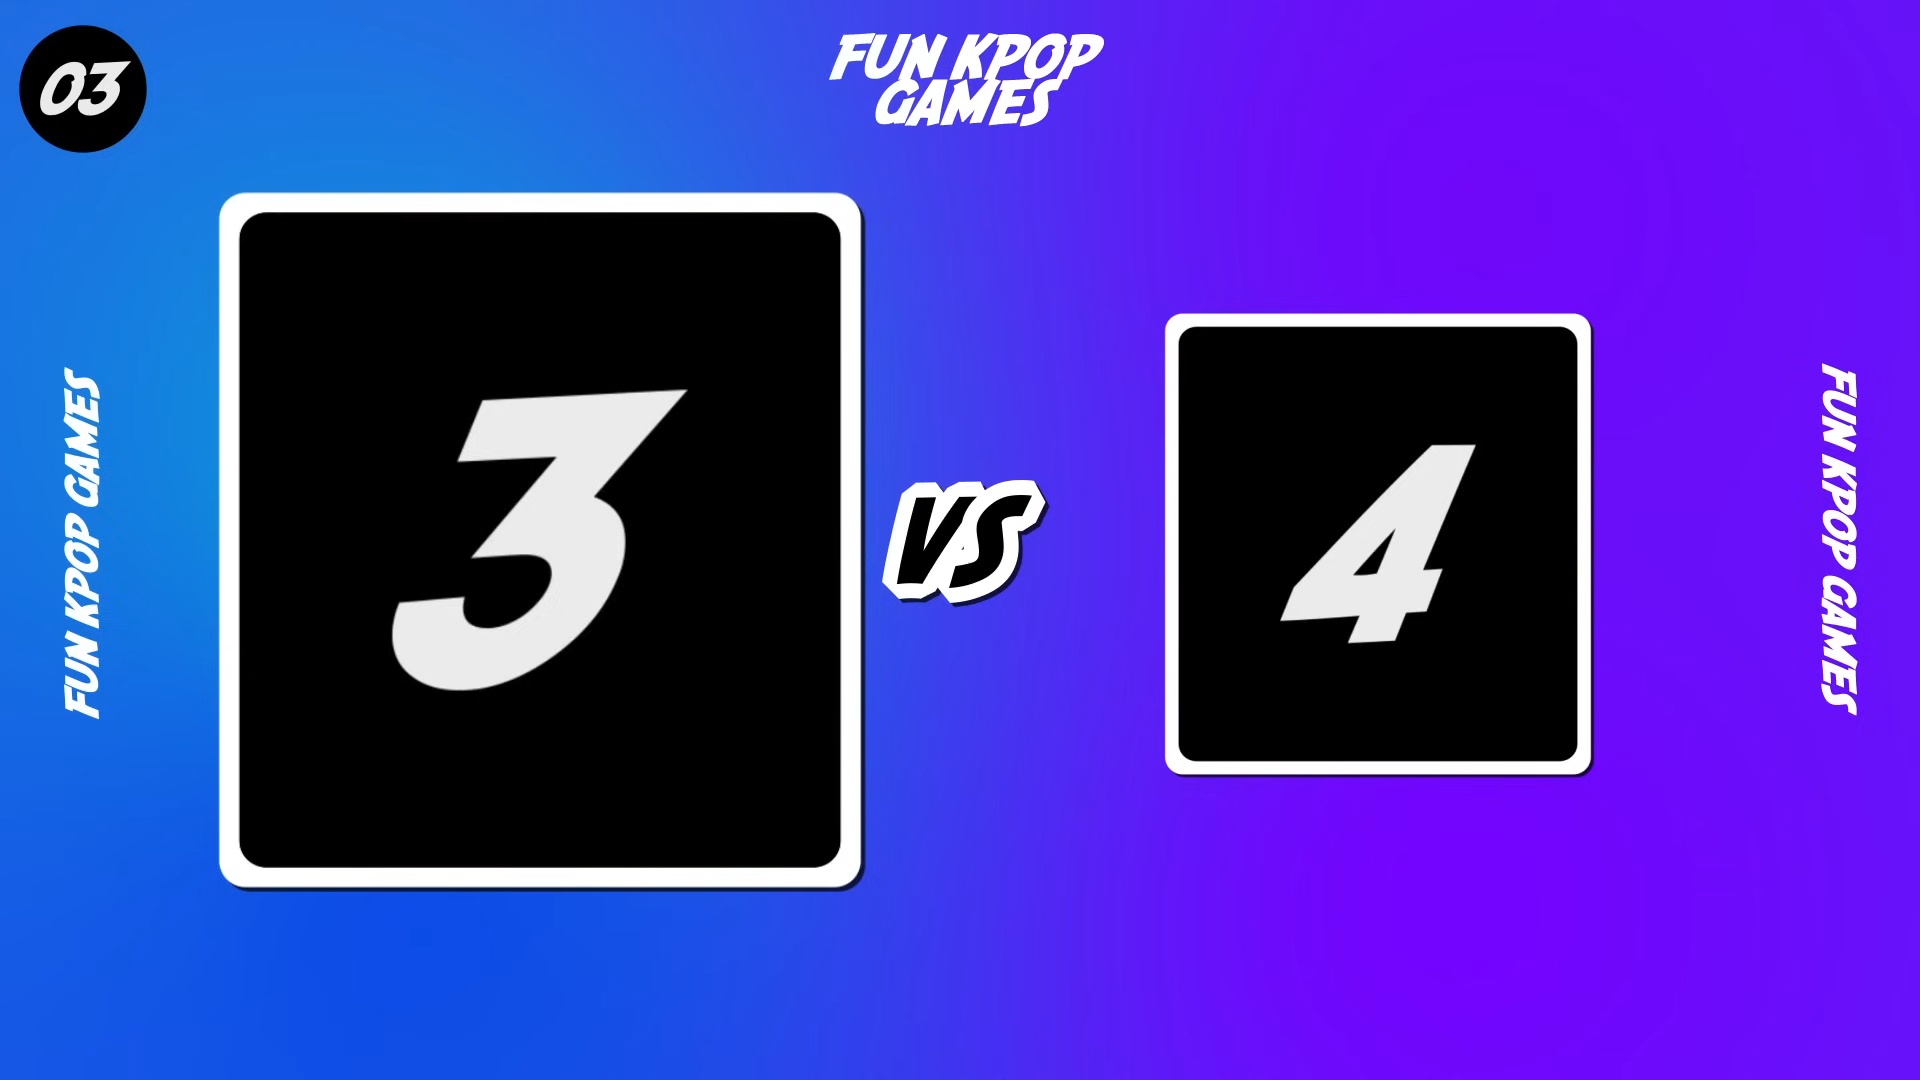 03
FUN KPOP
GAMES
FUN KPOP GAMES
3
VS
4
FUN KPOP GAMES